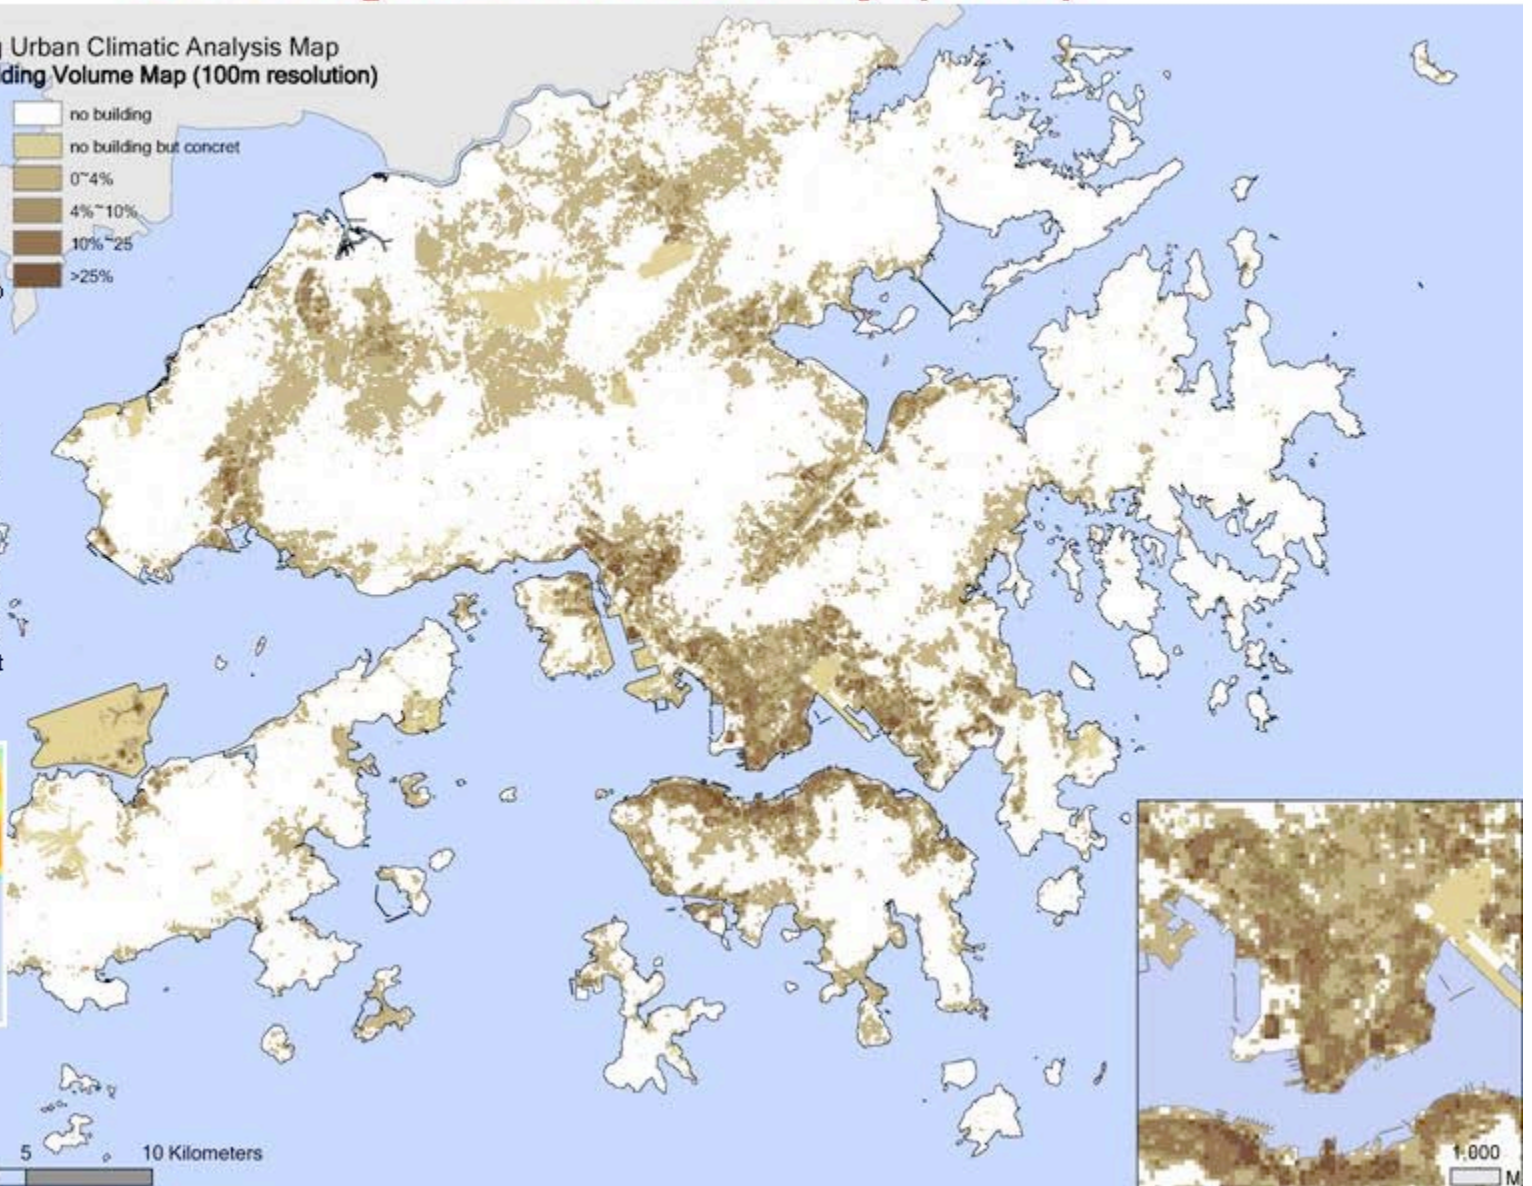 Urban Climatic Analysis Map
ding Volume Map (100m resolution)
no building
no building but concret
0~4%
4%~10%
10%~25
>25%
5 10 Kilometers
1.000
M